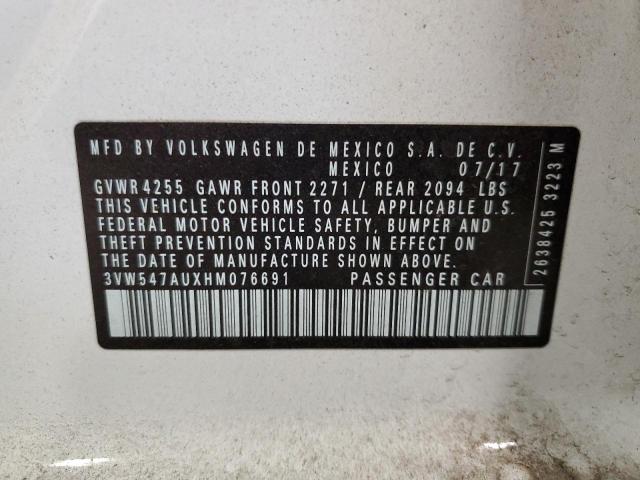 MFD BY VOLKSWAGEN DE MEXICO S.A. DE C.V.
MEXICO 07/17
GVWR 4255 GAWR FRONT 2271 / REAR 2094 LBS
THIS VEHICLE CONFORMS TO ALL APPLICABLE U.S.
FEDERAL MOTOR VEHICLE SAFETY, BUMPER AND
THEFT PREVENTION STANDARDS IN EFFECT ON
THE DATE OF MANUFACTURE SHOWN ABOVE.
3VW547AUXHM076691 PASSENGER CAR
2638425 3223 M